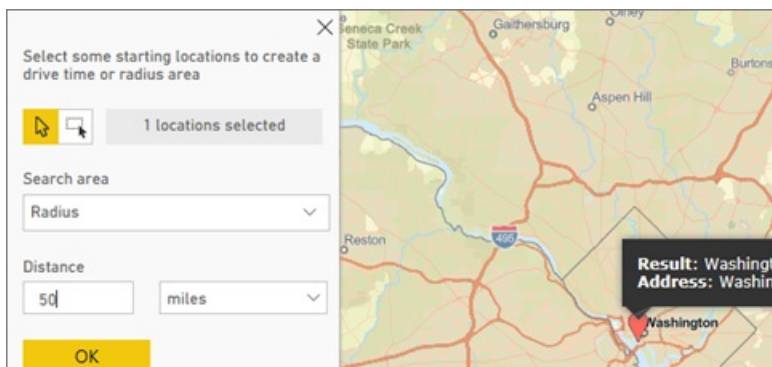 Select some starting locations to create a
drive time or radius area
1 locations selected
Search area
Radius
Distance
50
miles
OK
Seneca Creek
State Park
Gaithersburg
Olney
Burtons
Aspen Hill
Reston
495
Result: Washingt
Address: Washin
Washington